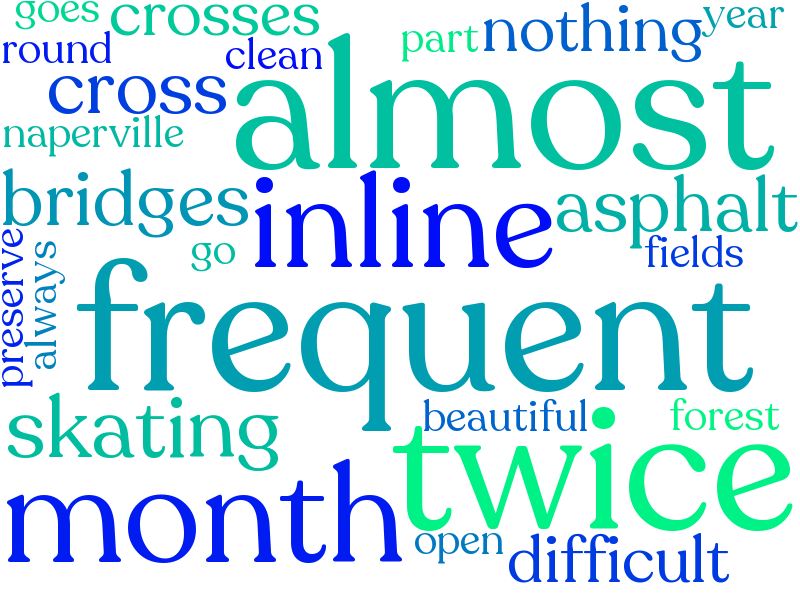 goes
crosses
round
clean
part
nothing
year
cross
almost
naperville
bridges
inline
asphalt
go
fields
preserve
always
frequent
skating
beautiful
forest
twice
month
open
difficult